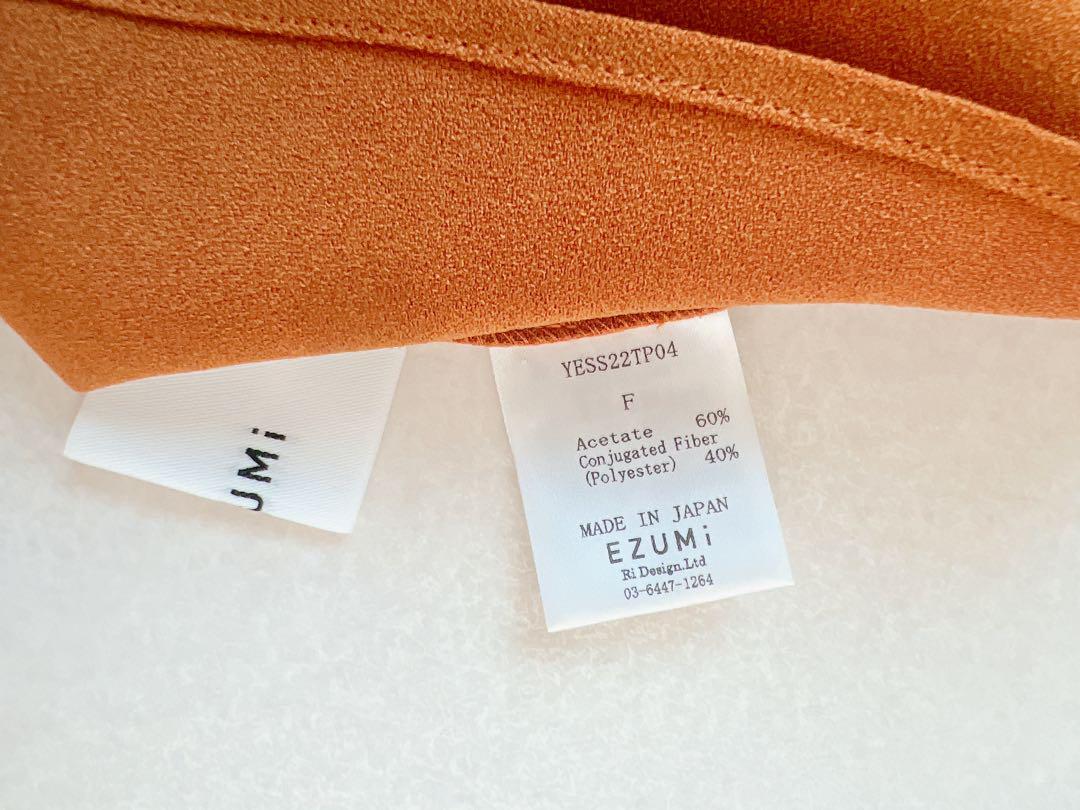 UMi
YESS22TP04
F
Acetate 60%
Conjugated Fiber
(Polyester) 40%
MADE IN JAPAN
EZUMi
Ri Design.Ltd
03-6447-1264